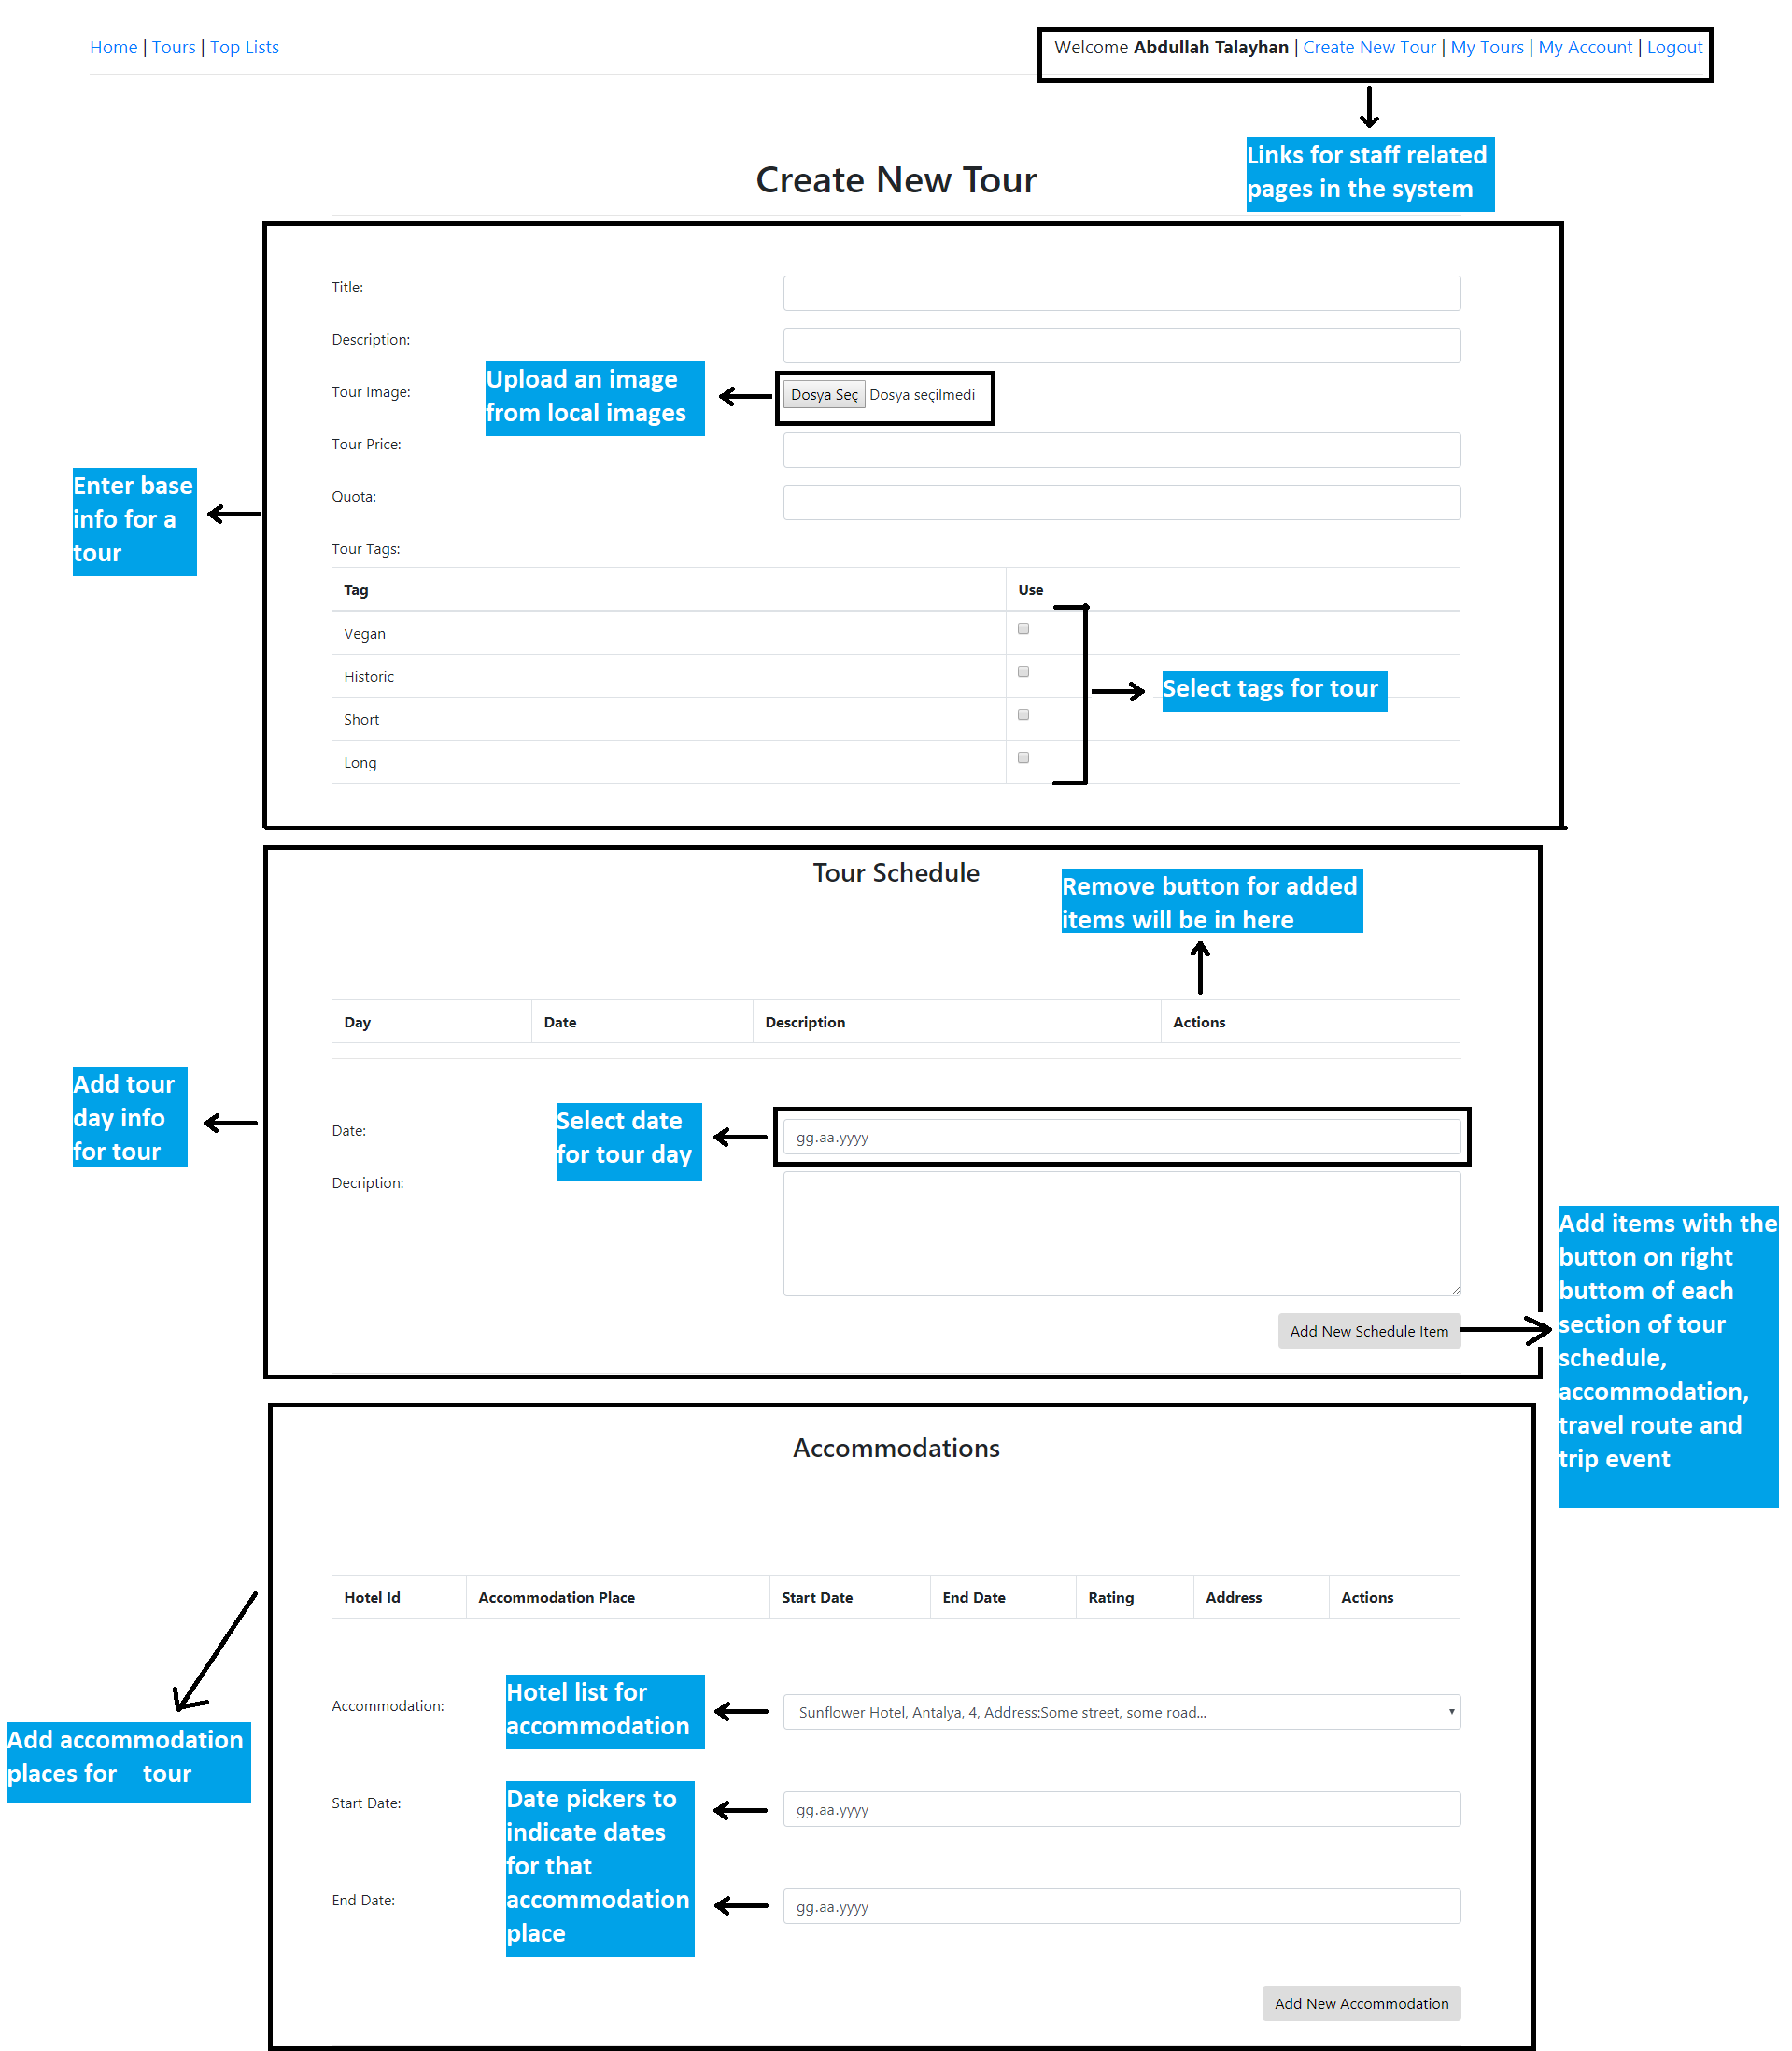 Home | Tours | Top Lists
Welcome Abdullah Talayhan | Create New Tour | My Tours | My Account | Logout
Links for staff related
pages in the system
Create New Tour
Title:
Description:
Tour Image:
Upload an image
from local images
Dosya Seç Dosya seçilmedi
Tour Price:
Enter base
info for a
tour
Quota:
Tour Tags:
Tag Use
Vegan
Historic
Select tags for tour
Short
Long
Tour Schedule
Remove button for added
items will be in here
Day Date Description Actions
Add tour
day info
for tour
Date:
Select date
for tour day
gg.aa.yyyy
Decription:
Add New Schedule Item
Add items with the
button on right
buttom of each
section of tour
schedule,
accommodation,
travel route and
trip event
Accommodations
Hotel Id Accommodation Place Start Date End Date Rating Address Actions
Add accommodation
places for tour
Accommodation:
Hotel list for
accommodation
Sunflower Hotel, Antalya, 4, Address:Some street, some road...
Start Date:
Date pickers to
indicate dates
for that
accommodation
place
gg.aa.yyyy
End Date:
gg.aa.yyyy
Add New Accommodation